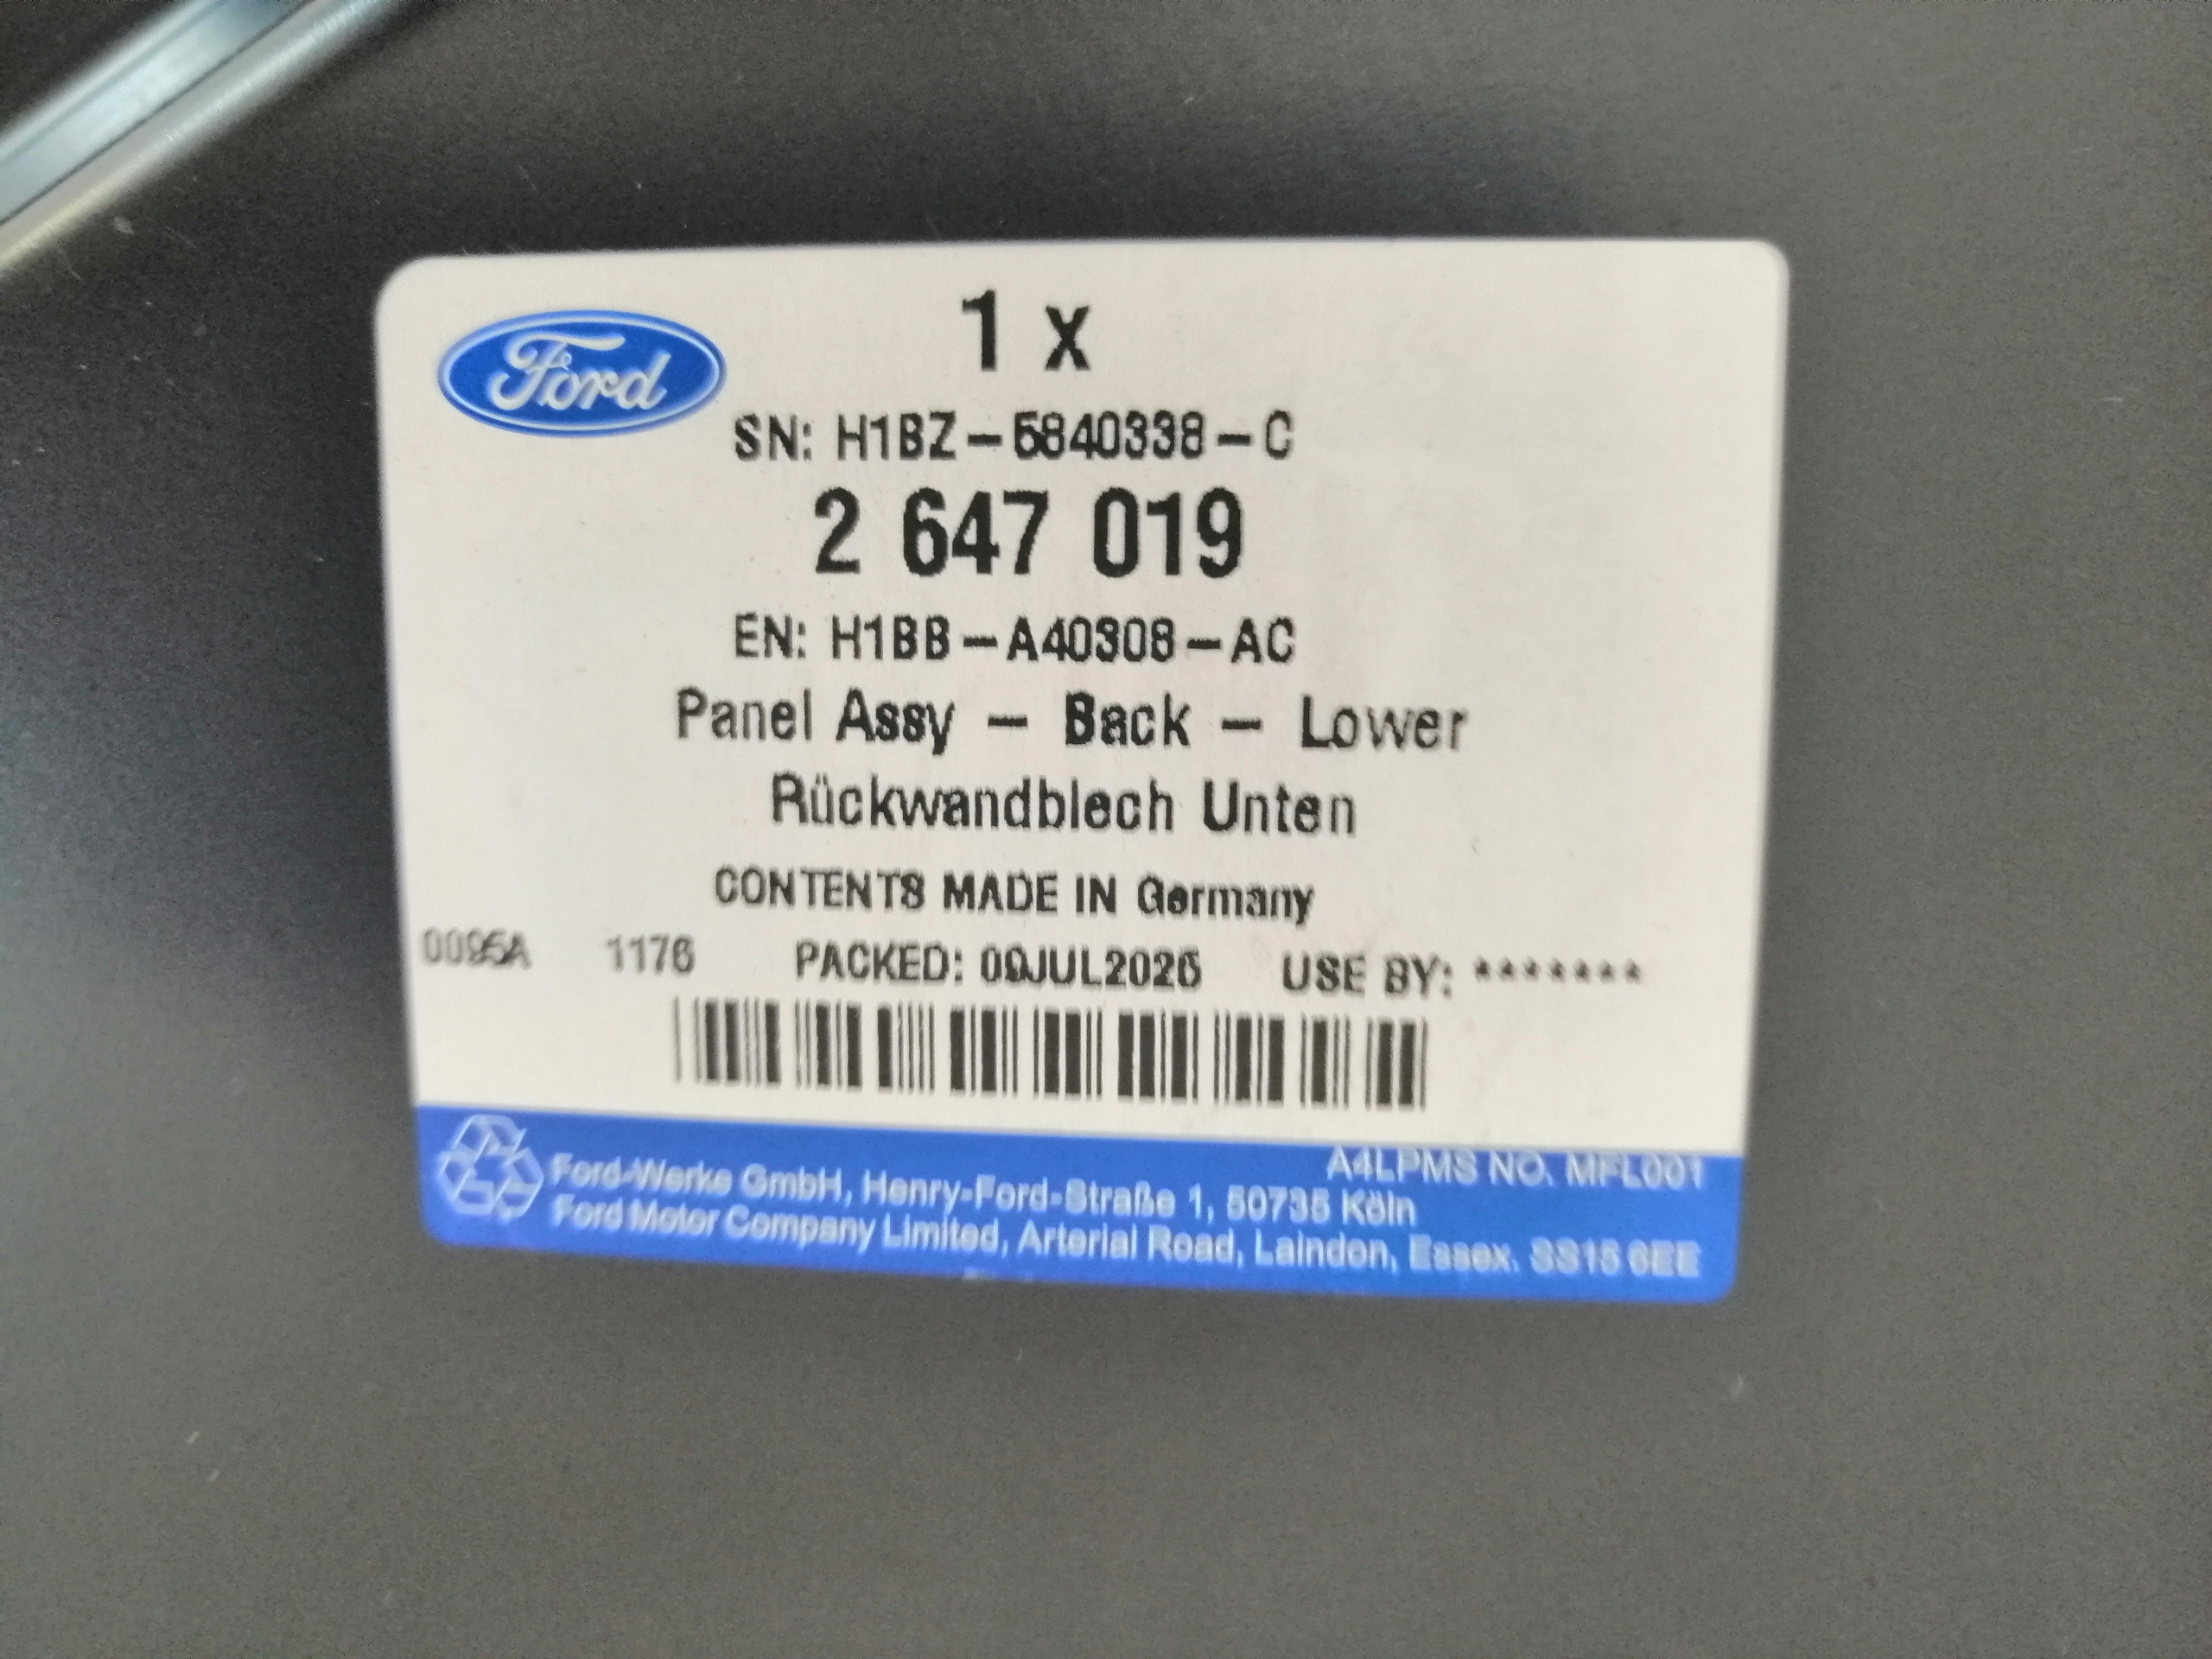 Ford
1 x
SN: H1BZ-5840338-C
2 647 019
EN: H1BB-A40308-AC
Panel Assy - Back - Lower
Rückwandblech Unten
CONTENTS MADE IN Germany
0095A 1176 PACKED: USE BY: *******
A4LPMS NO. MFL001
Ford-Werke GmbH, Henry-Ford-Straße 1, 50735 Köln
Ford Motor Company Limited, Arterial Road, Laindon, Essex. SS15 6EE